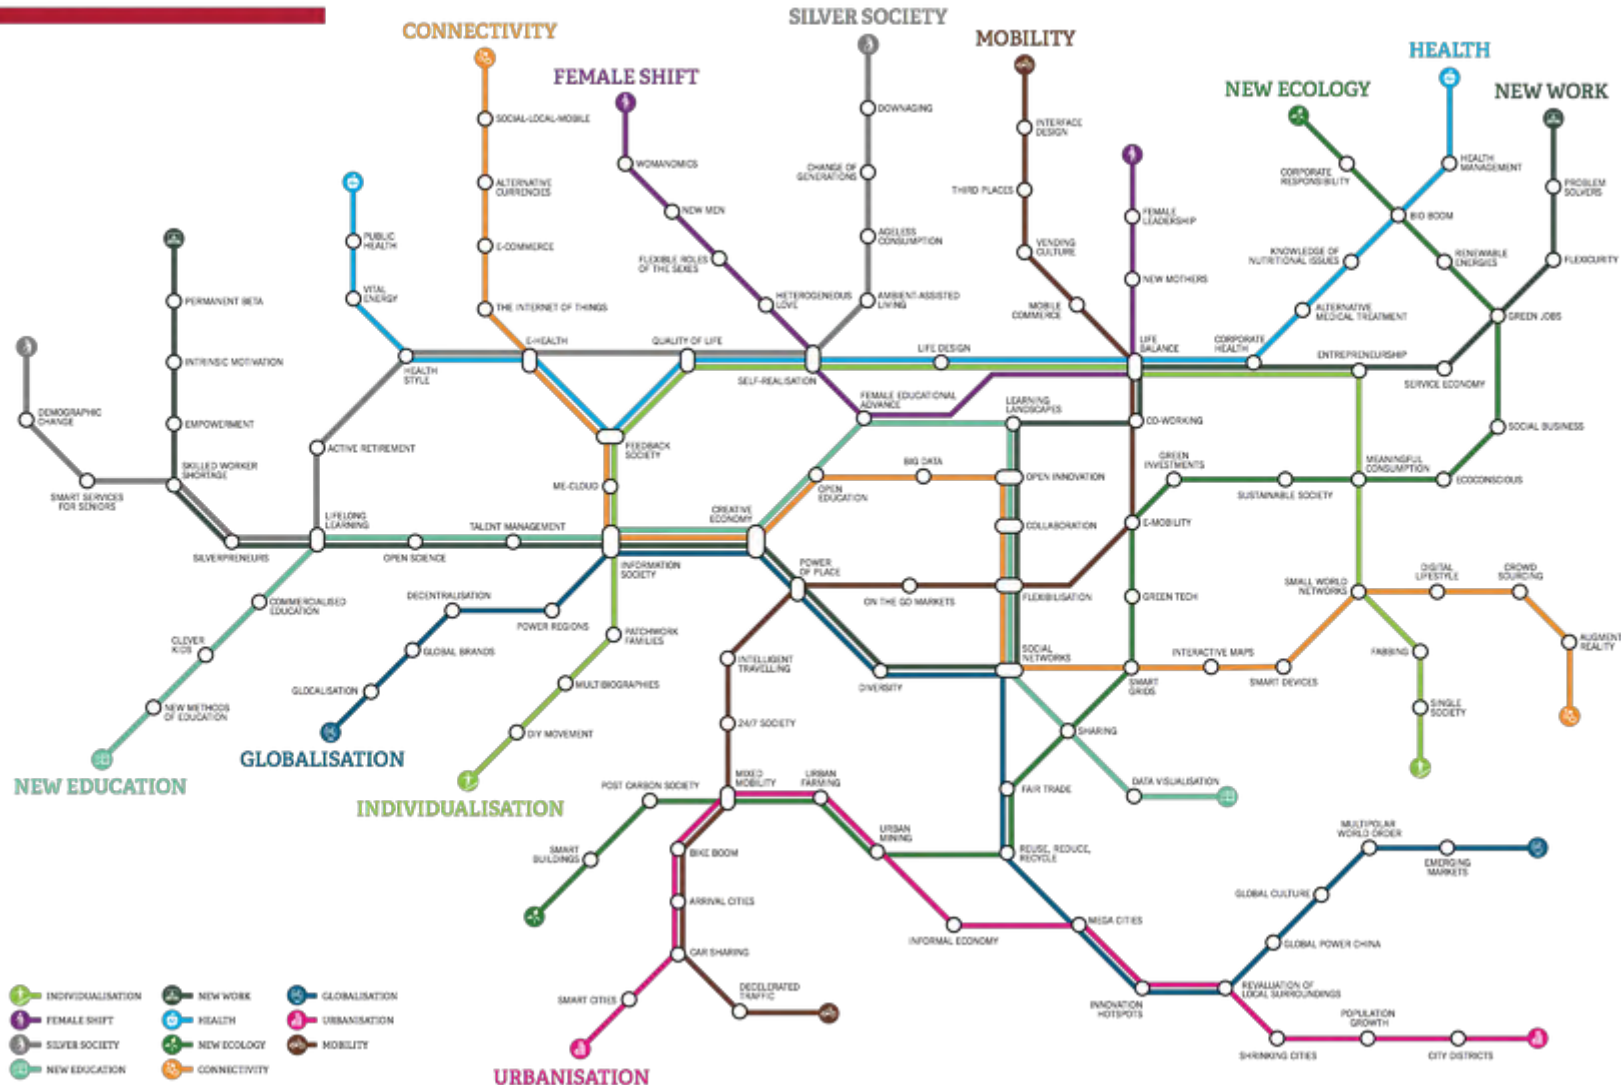 SILVER SOCIETY
CONNECTIVITY
MOBILITY
HEALTH
FEMALE SHIFT
NEW ECOLOGY
NEW WORK
SOCIAL-LOCAL-MOBILE
ALTERNATIVE
CURRENCIES
E-COMMERCE
THE INTERNET OF THINGS
WOMANOMICS
NEW MEN
FLEXIBLE ROLES
OF THE SEXES
HETEROGENEOUS
LOVE
DOWNAGING
CHANGE OF
GENERATIONS
AGELESS
CONSUMPTION
AMBIENT-ASSISTED
LIVING
INTERFACE
DESIGN
THIRD PLACES
VENDING
CULTURE
MOBILE
COMMERCE
FEMALE
LEADERSHIP
NEW MOTHERS
LIFE
BALANCE
CORPORATE
RESPONSIBILITY
HEALTH
MANAGEMENT
BIO BOOM
KNOWLEDGE OF
NUTRITIONAL ISSUES
RENEWABLE
ENERGIES
ALTERNATIVE
MEDICAL TREATMENT
CORPORATE
HEALTH
PROBLEM
SOLVERS
FLEXICURITY
GREEN JOBS
ENTREPRENEURSHIP
SERVICE ECONOMY
SOCIAL BUSINESS
MEANINGFUL
CONSUMPTION
ECOCONSCIOUS
PUBLIC
HEALTH
VITAL
ENERGY
HEALTH
STYLE
E-HEALTH
QUALITY OF LIFE
SELF-REALISATION
LIFE DESIGN
PERMANENT BETA
INTRINSIC MOTIVATION
EMPOWERMENT
SKILLED WORKER
SHORTAGE
DEMOGRAPHIC
CHANGE
SMART SERVICES
FOR SENIORS
SILVERPRENEURS
ACTIVE RETIREMENT
LIFELONG
LEARNING
OPEN SCIENCE
TALENT MANAGEMENT
FEEDBACK
SOCIETY
ME-CLOUD
INFORMATION
SOCIETY
CREATIVE
ECONOMY
FEMALE EDUCATIONAL
ADVANCE
LEARNING
LANDSCAPES
CO-WORKING
OPEN
EDUCATION
BIG DATA
OPEN INNOVATION
COLLABORATION
GREEN
INVESTMENTS
SUSTAINABLE SOCIETY
E-MOBILITY
POWER
OF PLACE
ON THE GO MARKETS
FLEXIBILISATION
GREEN TECH
SMALL WORLD
NETWORKS
DIGITAL
LIFESTYLE
CROWD
SOURCING
AUGMENT
REALITY
FABBING
SINGLE
SOCIETY
SOCIAL
NETWORKS
SMART
GRIDS
INTERACTIVE MAPS
SMART DEVICES
DIVERSITY
SHARING
FAIR TRADE
DATA VISUALISATION
COMMERCIALISED
EDUCATION
CLEVER
KIDS
NEW METHODS
OF EDUCATION
NEW EDUCATION
DECENTRALISATION
POWER REGIONS
GLOBAL BRANDS
GLOCALISATION
GLOBALISATION
PATCHWORK
FAMILIES
MULTIBIOGRAPHIES
DIY MOVEMENT
INDIVIDUALISATION
INTELLIGENT
TRAVELLING
24/7 SOCIETY
MIXED
MOBILITY
URBAN
FARMING
POST CARBON SOCIETY
SMART
BUILDINGS
URBAN
MINING
REUSE, REDUCE,
RECYCLE
BIKE BOOM
ARRIVAL CITIES
CAR SHARING
SMART CITIES
DECELERATED
TRAFFIC
URBANISATION
INFORMAL ECONOMY
MEGA CITIES
INNOVATION
HOTSPOTS
REVALUATION OF
LOCAL SURROUNDINGS
GLOBAL POWER CHINA
GLOBAL CULTURE
MULTIPOLAR
WORLD ORDER
EMERGING
MARKETS
SHRINKING CITIES
POPULATION
GROWTH
CITY DISTRICTS
INDIVIDUALISATION
NEW WORK
GLOBALISATION
FEMALE SHIFT
HEALTH
URBANISATION
SILVER SOCIETY
NEW ECOLOGY
MOBILITY
NEW EDUCATION
CONNECTIVITY